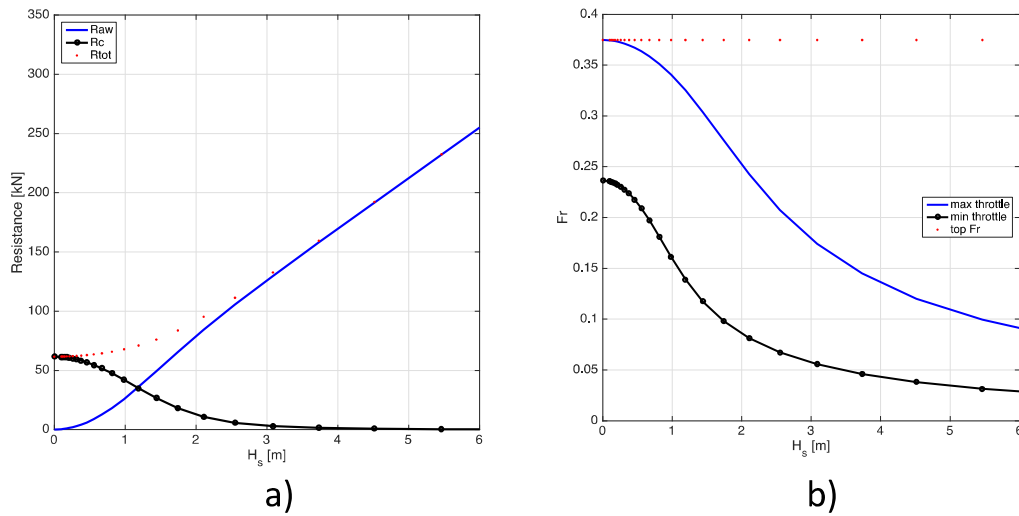 350
300
250
200
150
100
50
0
Resistance [kN]
0 1 2 3 4 5 6
H_s [m]
Raw
Rc
Rtot
a)
0.4
0.35
0.3
0.25
0.2
0.15
0.1
0.05
0
Fr
0 1 2 3 4 5 6
H_s [m]
max throttle
min throttle
top Fr
b)